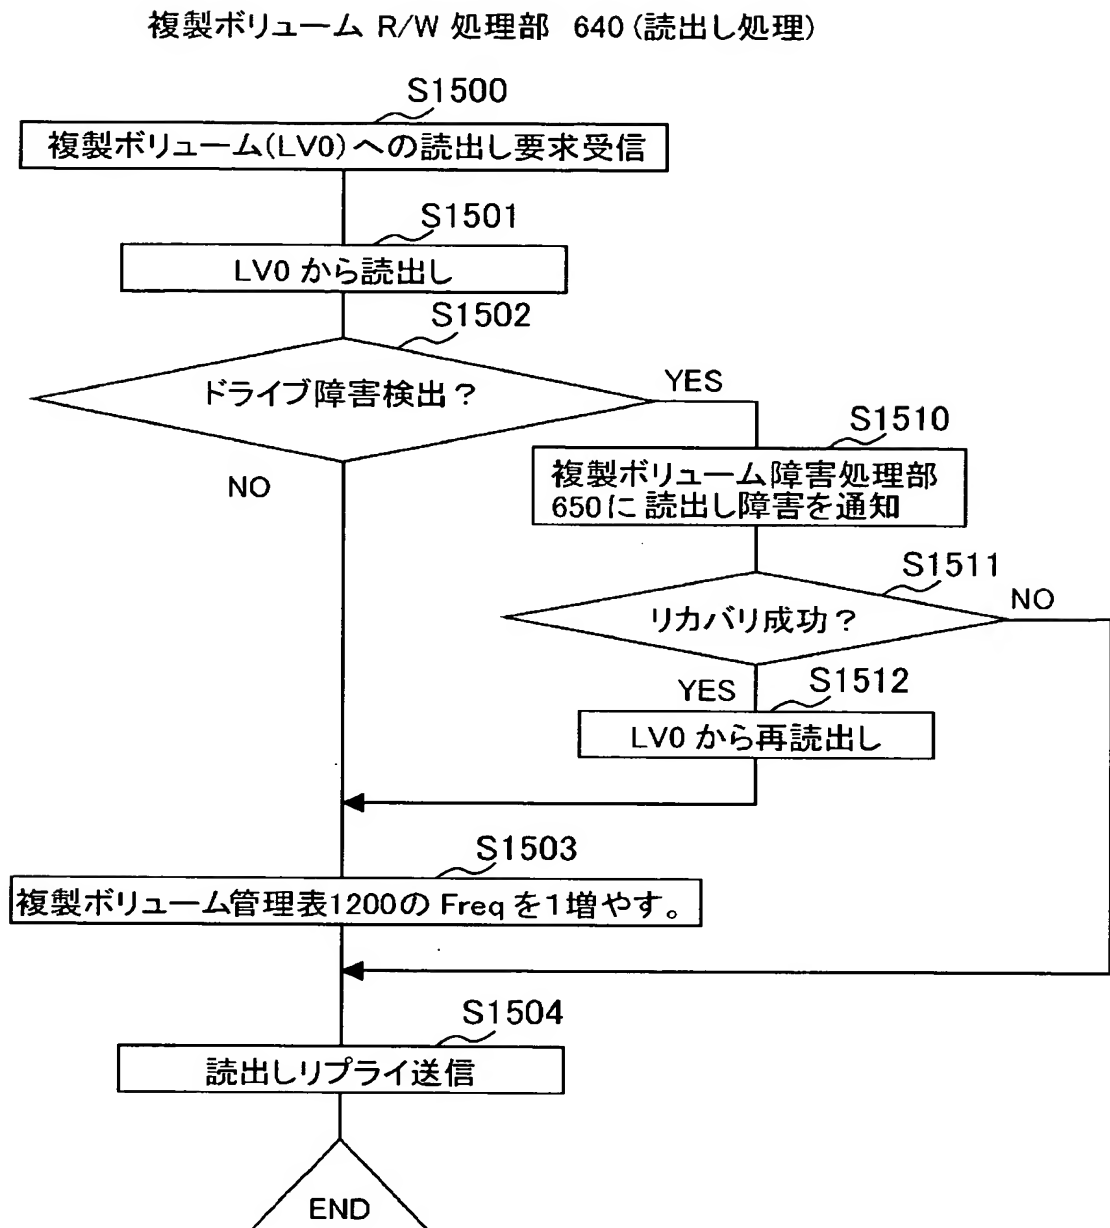 複製ボリューム R/W 処理部 640 (読出し処理)
S1500
複製ボリューム(LV0)への読出し要求受信
S1501
LV0 から読出し
S1502
ドライブ障害検出?
YES
NO
S1510
複製ボリューム障害処理部
650に読出し障害を通知
S1511
リカバリ成功?
NO
YES
S1512
LV0 から再読出し
S1503
複製ボリューム管理表1200の Freq を1増やす。
S1504
読出しリプライ送信
END